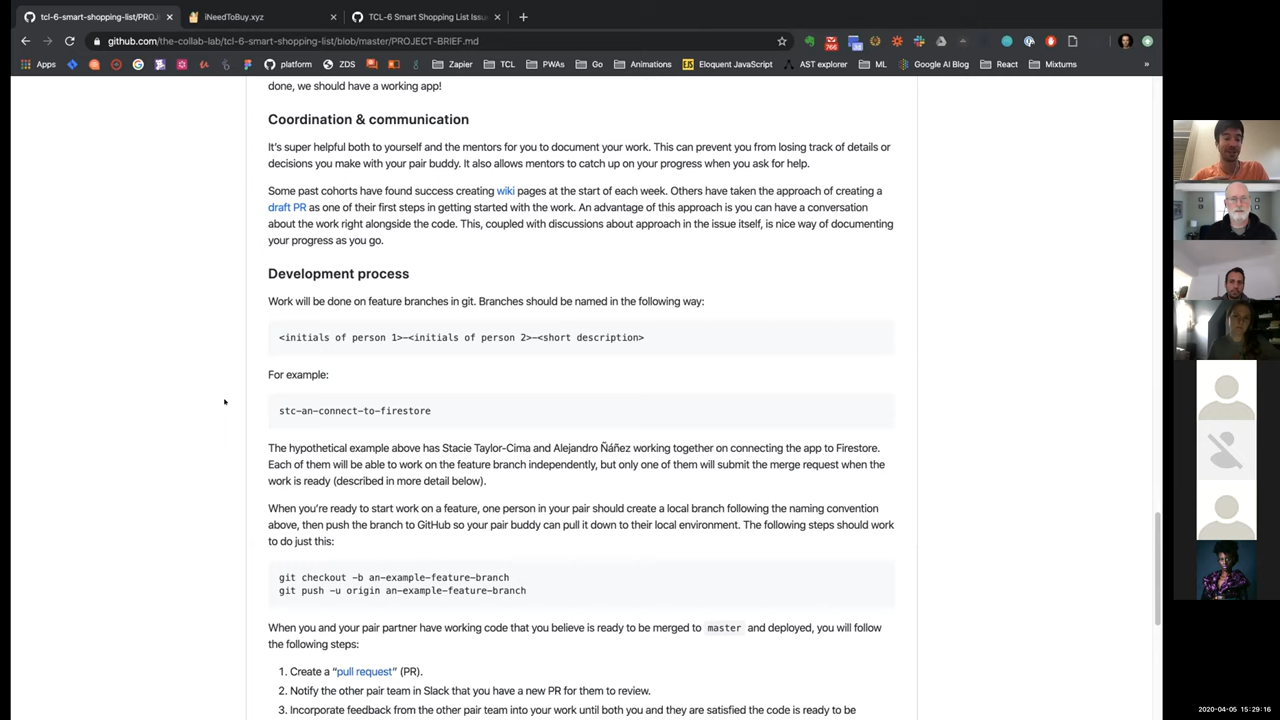 tcl-6-smart-shopping-list/PROJ
iNeedToBuy.xyz
TCL-6 Smart Shopping List Issu
github.com/the-collab-lab/tcl-6-smart-shopping-list/blob/master/PROJECT-BRIEF.md
Apps
platform
ZDS
Zapier
TCL
PWAs
Go
Animations
Eloquent JavaScript
AST explorer
ML
Google AI Blog
React
Mixtums
»
done, we should have a working app!
Coordination & communication
It's super helpful both to yourself and the mentors for you to document your work. This can prevent you from losing track of details or
decisions you make with your pair buddy. It also allows mentors to catch up on your progress when you ask for help.
Some past cohorts have found success creating wiki pages at the start of each week. Others have taken the approach of creating a
draft PR as one of their first steps in getting started with the work. An advantage of this approach is you can have a conversation
about the work right alongside the code. This, coupled with discussions about approach in the issue itself, is nice way of documenting
your progress as you go.
Development process
Work will be done on feature branches in git. Branches should be named in the following way:
<initials of person 1>-<initials of person 2>-<short description>
For example:
stc-an-connect-to-firestore
The hypothetical example above has Stacie Taylor-Cima and Alejandro Ñáñez working together on connecting the app to Firestore.
Each of them will be able to work on the feature branch independently, but only one of them will submit the merge request when the
work is ready (described in more detail below).
When you're ready to start work on a feature, one person in your pair should create a local branch following the naming convention
above, then push the branch to GitHub so your pair buddy can pull it down to their local environment. The following steps should work
to do just this:
git checkout -b an-example-feature-branch
git push -u origin an-example-feature-branch
When you and your pair partner have working code that you believe is ready to be merged to master and deployed, you will follow
the following steps:
1. Create a "pull request" (PR).
2. Notify the other pair team in Slack that you have a new PR for them to review.
3. Incorporate feedback from the other pair team into your work until both you and they are satisfied the code is ready to be
2020-04-05 15:29:16